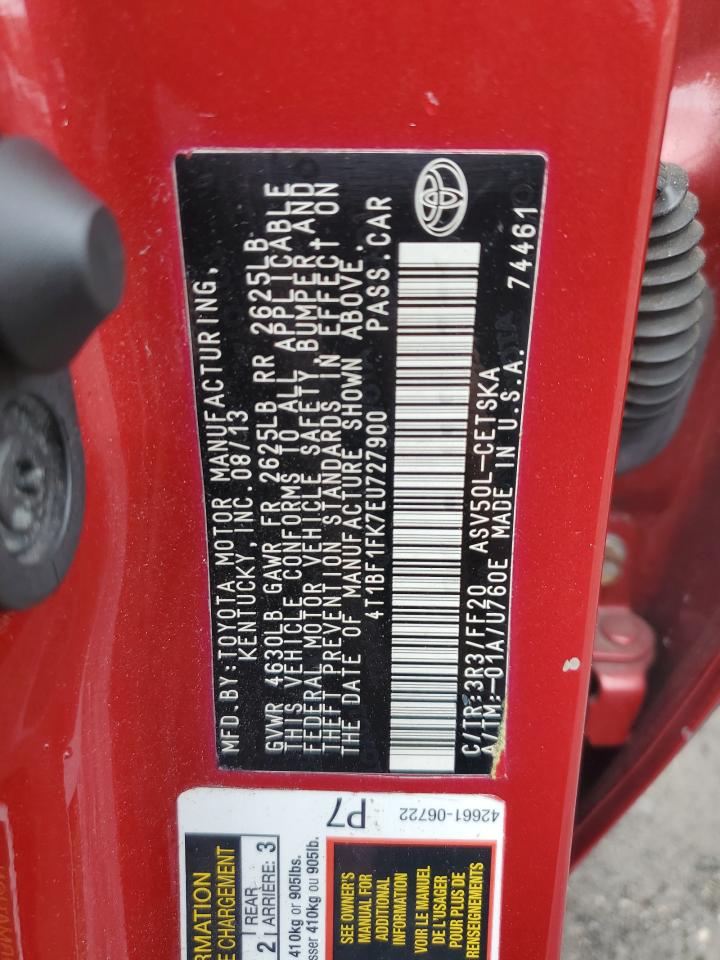 MFD.BY:TOYOTA MOTOR MANUFACTURING,
KENTUCKY, INC. 08/13
GVWR 4630LB GAWR FR 2625LB RR 2625LB
THIS VEHICLE CONFORMS TO ALL APPLICABLE
FEDERAL MOTOR VEHICLE SAFETY, BUMPER, AND
THEFT PREVENTION STANDARDS IN EFFECT ON
THE DATE OF MANUFACTURE SHOWN ABOVE.
4T1BF1FK7EU727900 PASS.CAR
C/TR:3R3/FF20 ASV50L-CETSKA
A/TM:-01A/U760E MADE IN U.S.A. 74461
P7
42661-06722
RMATION
E CHARGEMENT
2 REAR
ARRIÈRE: 3
410kg or 905lbs.
sser 410kg ou 905lb.
SEE OWNER'S
MANUAL FOR
ADDITIONAL
INFORMATION
VOIR LE MANUEL
DE L'USAGER
POUR PLUS DE
RENSEIGNEMENTS